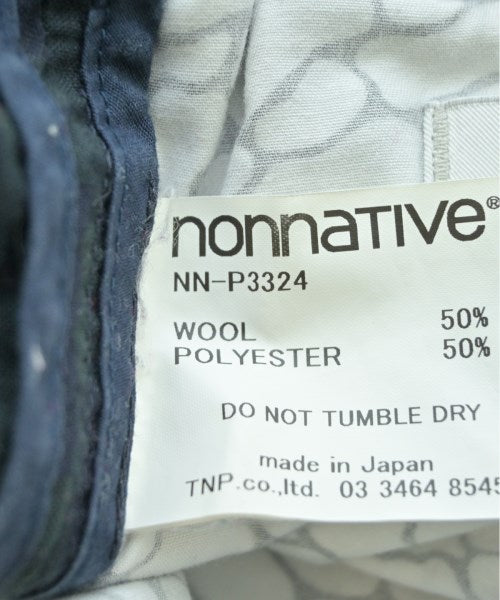 nonnative®
NN-P3324
WOOL 50%
POLYESTER 50%
DO NOT TUMBLE DRY
made in Japan
TNP.co.,ltd. 03 3464 8545